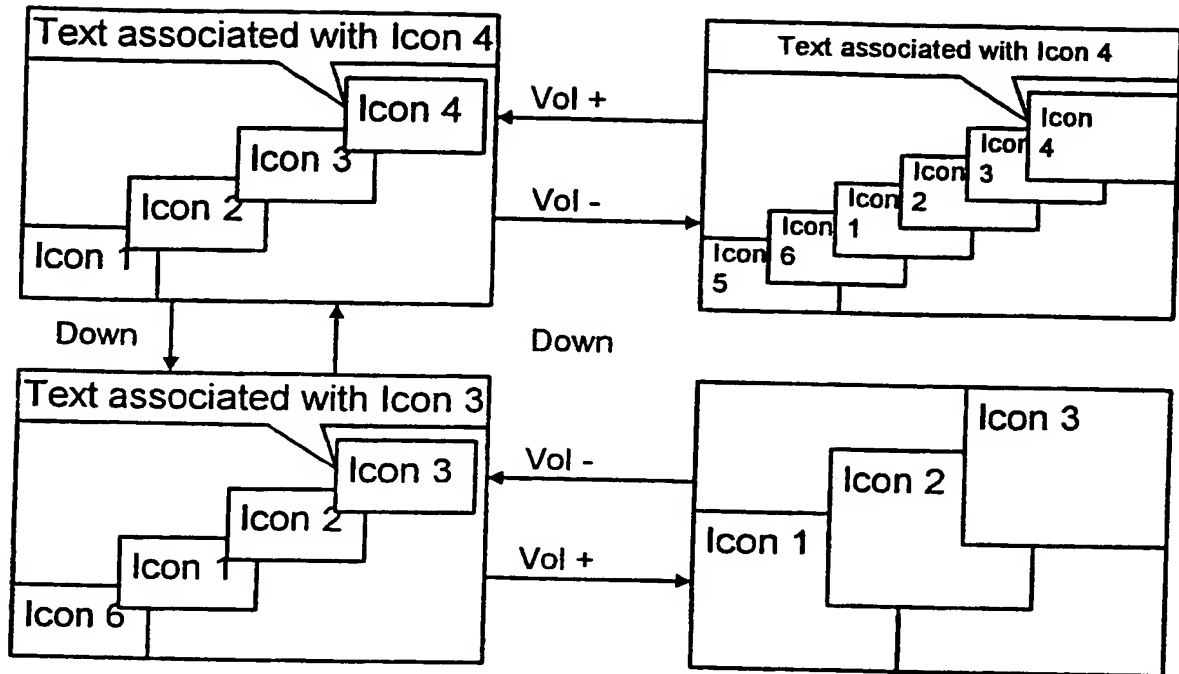 Text associated with Icon 4
Icon 4
Icon 3
Icon 2
Icon 1
Vol +
Vol -
Text associated with Icon 4
Icon
4
Icon
3
Icon
2
Icon
1
Icon
6
Icon
5
Down
Down
Text associated with Icon 3
Icon 3
Icon 2
Icon 1
Icon 6
Vol -
Vol +
Icon 3
Icon 2
Icon 1